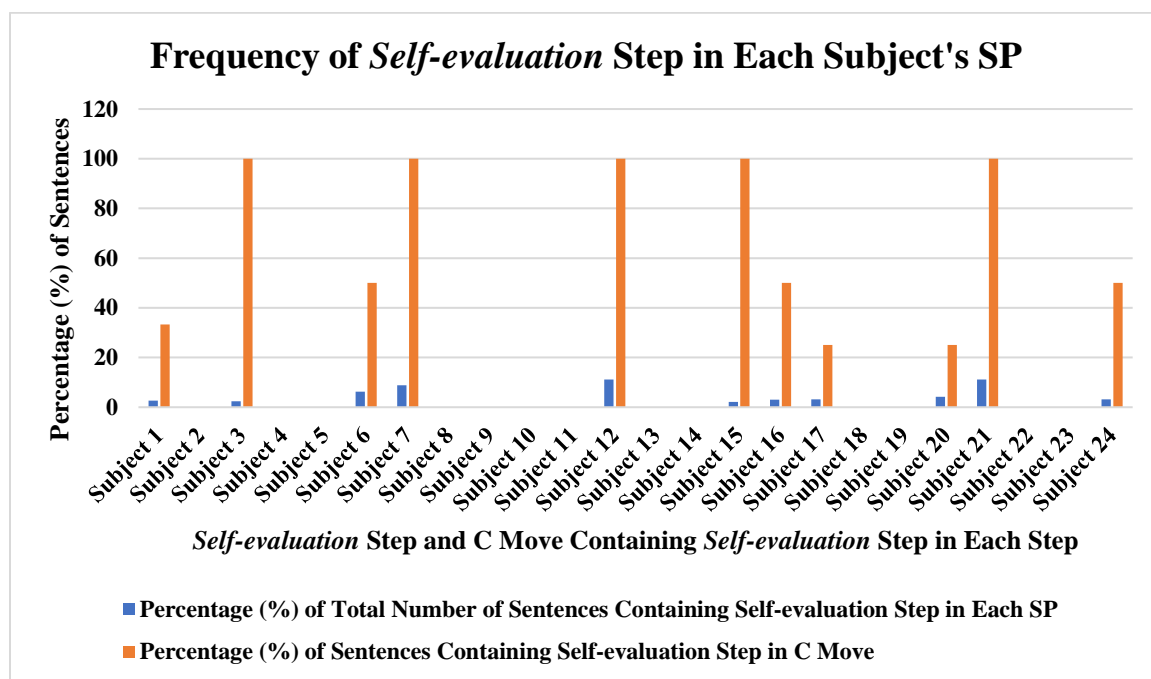 Frequency of Self-evaluation Step in Each Subject's SP
Percentage (%) of Sentences
120
100
80
60
40
20
0
Subject 1
Subject 2
Subject 3
Subject 4
Subject 5
Subject 6
Subject 7
Subject 8
Subject 9
Subject 10
Subject 11
Subject 12
Subject 13
Subject 14
Subject 15
Subject 16
Subject 17
Subject 18
Subject 19
Subject 20
Subject 21
Subject 22
Subject 23
Subject 24
Self-evaluation Step and C Move Containing Self-evaluation Step in Each Step
Percentage (%) of Total Number of Sentences Containing Self-evaluation Step in Each SP
Percentage (%) of Sentences Containing Self-evaluation Step in C Move